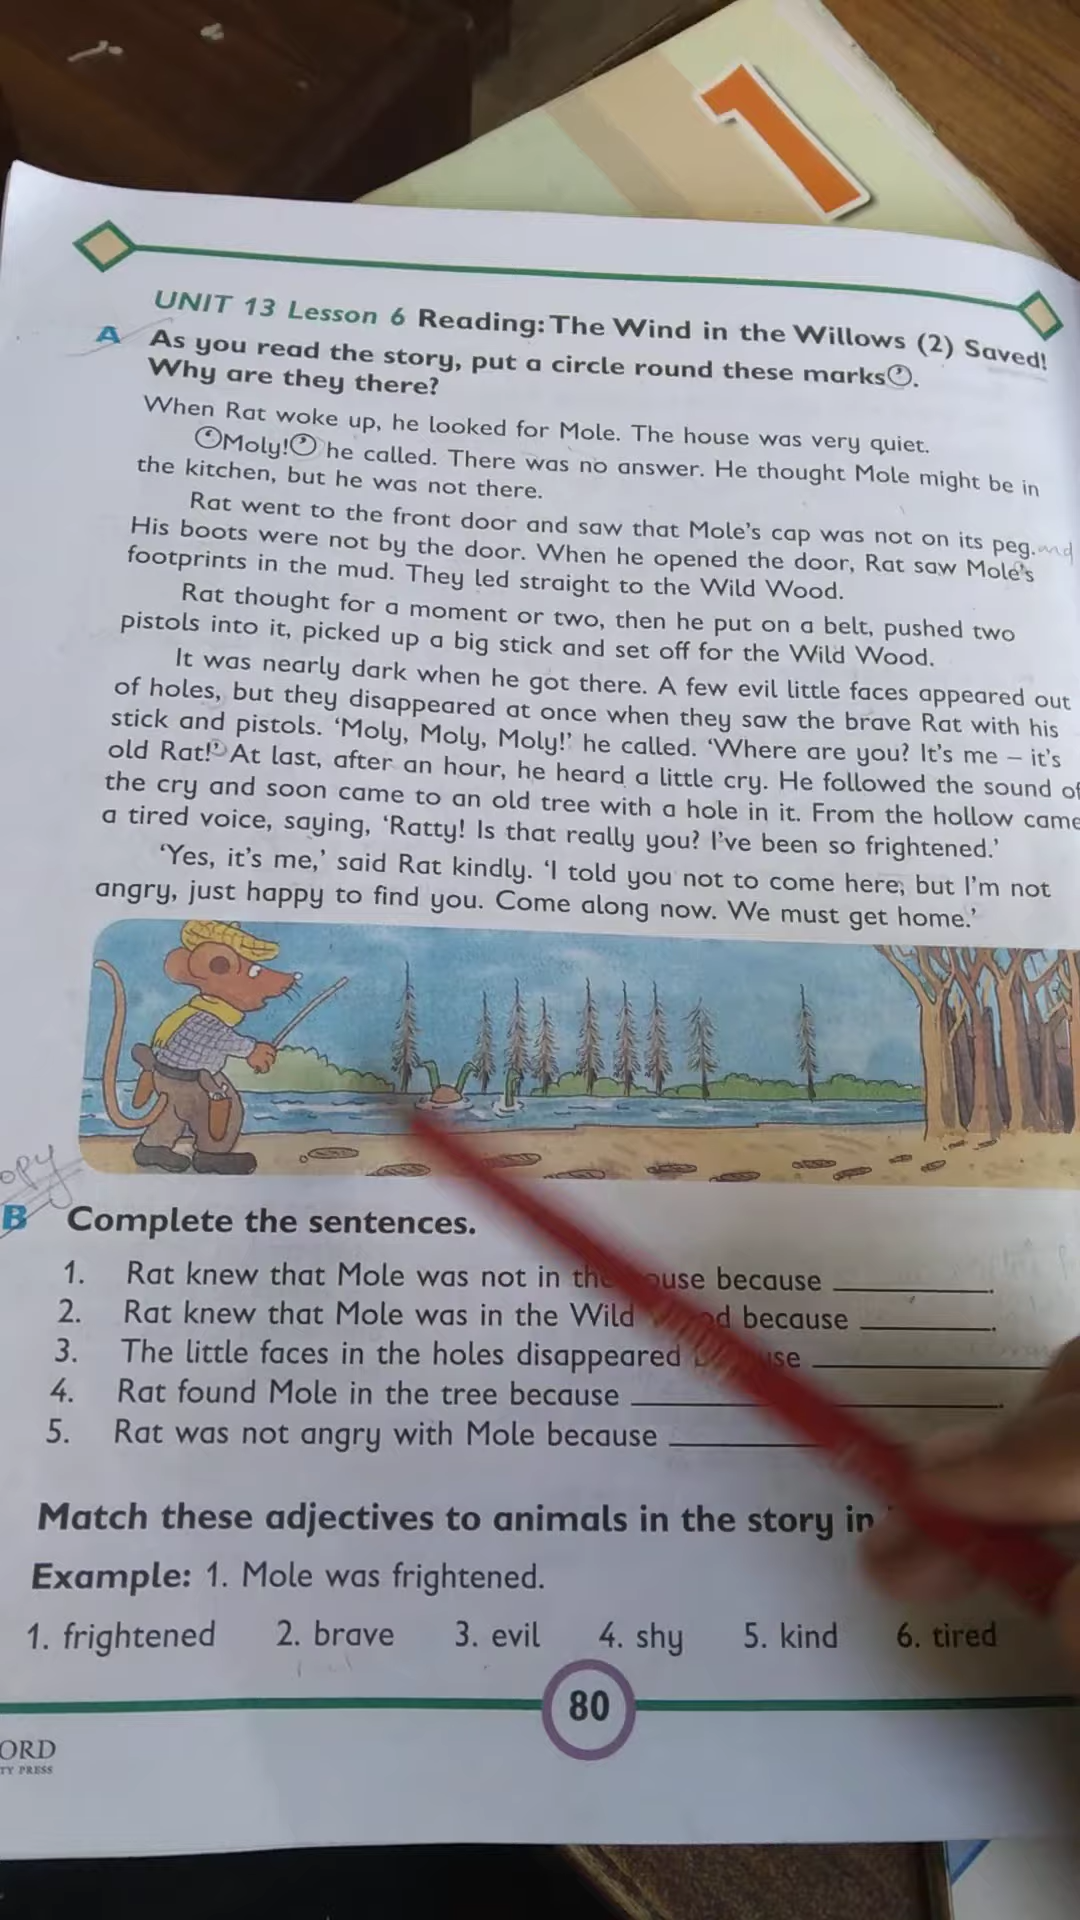 1
UNIT 13 Lesson 6 Reading: The Wind in the Willows (2) Saved!
A As you read the story, put a circle round these marks ’.
Why are they there?
When Rat woke up, he looked for Mole. The house was very quiet.
‘Moly!’ he called. There was no answer. He thought Mole might be in
the kitchen, but he was not there.
Rat went to the front door and saw that Mole's cap was not on its peg. and
His boots were not by the door. When he opened the door, Rat saw Mole's
footprints in the mud. They led straight to the Wild Wood.
Rat thought for a moment or two, then he put on a belt, pushed two
pistols into it, picked up a big stick and set off for the Wild Wood.
It was nearly dark when he got there. A few evil little faces appeared out
of holes, but they disappeared at once when they saw the brave Rat with his
stick and pistols. ‘Moly, Moly, Moly!’ he called. ‘Where are you? It's me – it's
old Rat!’ At last, after an hour, he heard a little cry. He followed the sound of
the cry and soon came to an old tree with a hole in it. From the hollow came
a tired voice, saying, ‘Ratty! Is that really you? I've been so frightened.’
‘Yes, it's me,’ said Rat kindly. ‘I told you not to come here, but I'm not
angry, just happy to find you. Come along now. We must get home.’
opy
B Complete the sentences.
1. Rat knew that Mole was not in the ouse because ________.
2. Rat knew that Mole was in the Wild because ________.
3. The little faces in the holes disappeared ________
4. Rat found Mole in the tree because ________.
5. Rat was not angry with Mole because ________
Match these adjectives to animals in the story in
Example: 1. Mole was frightened.
1. frightened 2. brave 3. evil 4. shy 5. kind 6. tired
80
ORD
TY PRESS